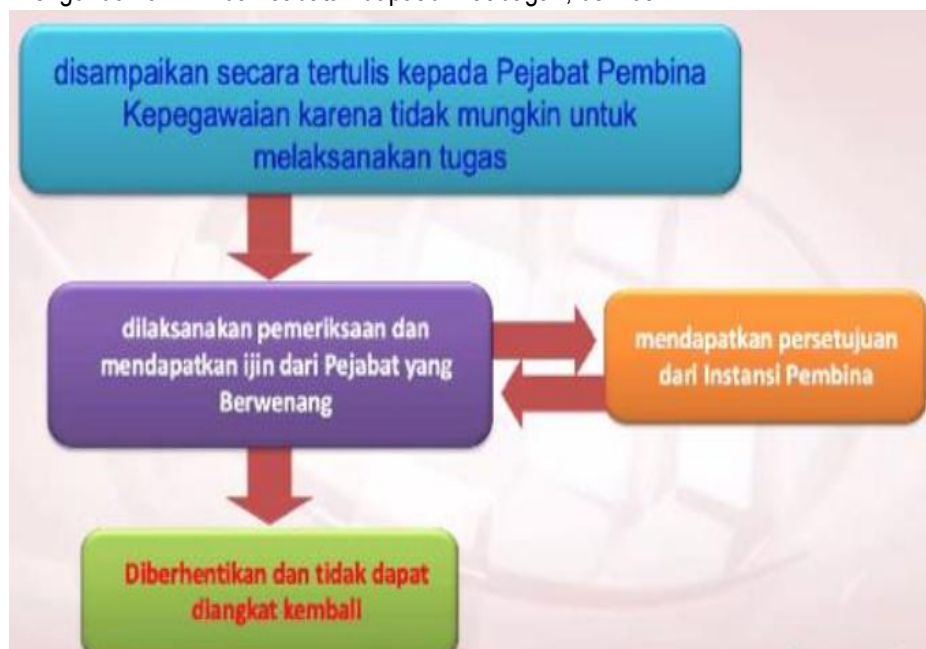 disampaikan secara tertulis kepada Pejabat Pembina
Kepegawaian karena tidak mungkin untuk
melaksanakan tugas
dilaksanakan pemeriksaan dan
mendapatkan ijin dari Pejabat yang
Berwenang
mendapatkan persetujuan
dari Instansi Pembina
Diberhentikan dan tidak dapat
diangkat kembali